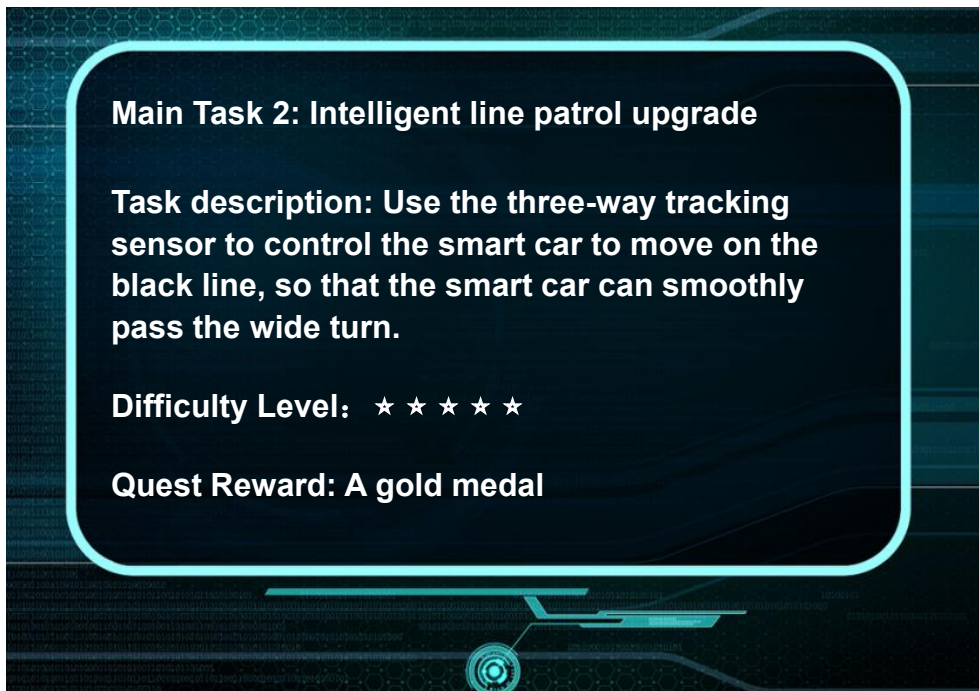 Main Task 2: Intelligent line patrol upgrade
Task description: Use the three-way tracking
sensor to control the smart car to move on the
black line, so that the smart car can smoothly
pass the wide turn.
Difficulty Level：★ ★ ★ ★ ★
Quest Reward: A gold medal